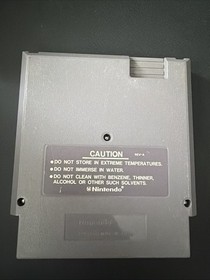 CAUTION
• DO NOT STORE IN EXTREME TEMPERATURES.
• DO NOT IMMERSE IN WATER.
• DO NOT CLEAN WITH BENZENE, THINNER,
ALCOHOL OR OTHER SUCH SOLVENTS.
Nintendo